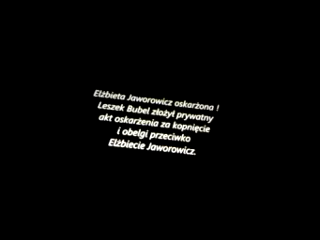 Elżbieta Jaworowicz oskarżona !
Leszek Bubel złożył prywatny
akt oskarżenia za kopnięcie
i obelgi przeciwko
Elżbiecie Jaworowicz.